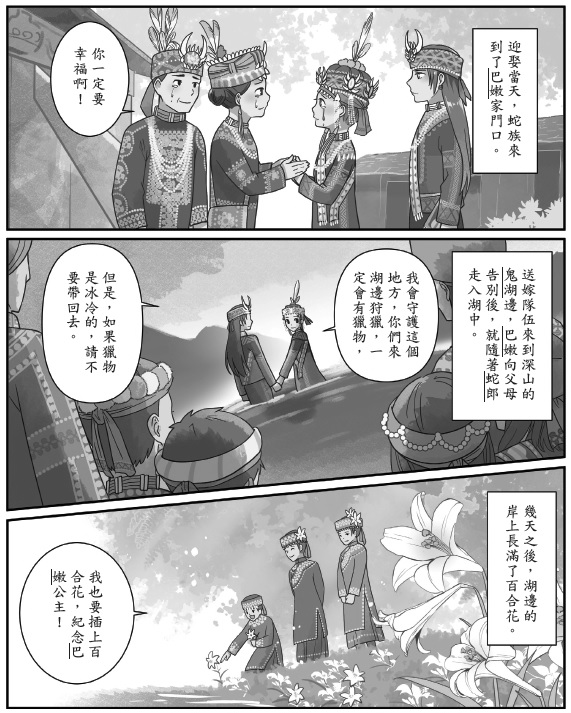 迎娶當天，蛇族來
到了巴嫩家門口。
你一定要
幸福啊！
送嫁隊伍來到深山的
鬼湖邊，巴嫩向父母
告別後，就隨著蛇郎
走入湖中。
我會守護這個
地方，你們來
湖邊狩獵，一
定會有獵物，
但是，如果獵物
是冰冷的，請不
要帶回去。
幾天之後，湖邊的
岸上長滿了百合花。
我也要插上百
合花，紀念巴
嫩公主！